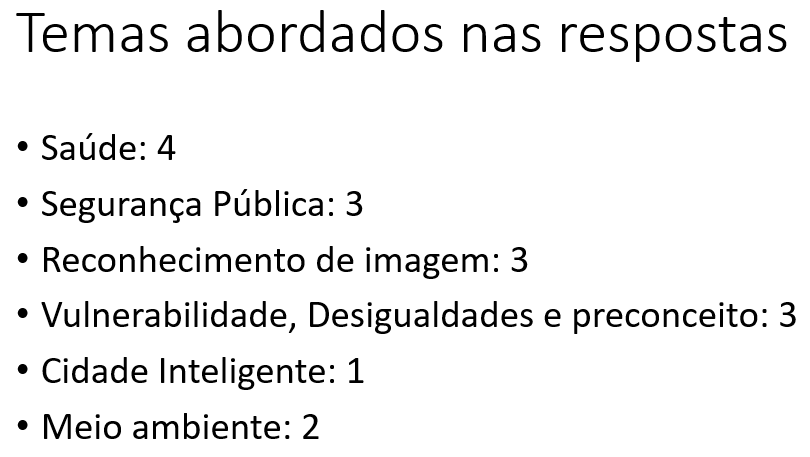 Temas abordados nas respostas
• Saúde: 4
• Segurança Pública: 3
• Reconhecimento de imagem: 3
• Vulnerabilidade, Desigualdades e preconceito: 3
• Cidade Inteligente: 1
• Meio ambiente: 2